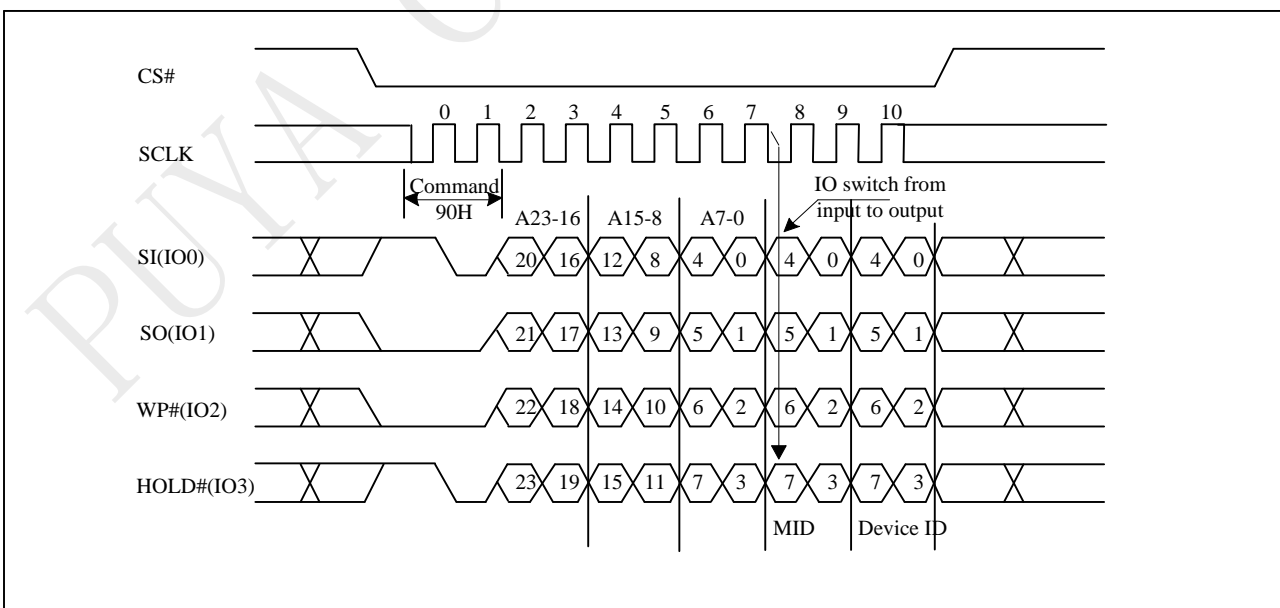 CS#
0 1 2 3 4 5 6 7 8 9 10
SCLK
Command
90H
IO switch from
input to output
A23-16 A15-8 A7-0
SI(IO0) 20 16 12 8 4 0 4 0 4 0
SO(IO1) 21 17 13 9 5 1 5 1 5 1
WP#(IO2) 22 18 14 10 6 2 6 2 6 2
HOLD#(IO3) 23 19 15 11 7 3 7 3 7 3
MID Device ID
PUYA